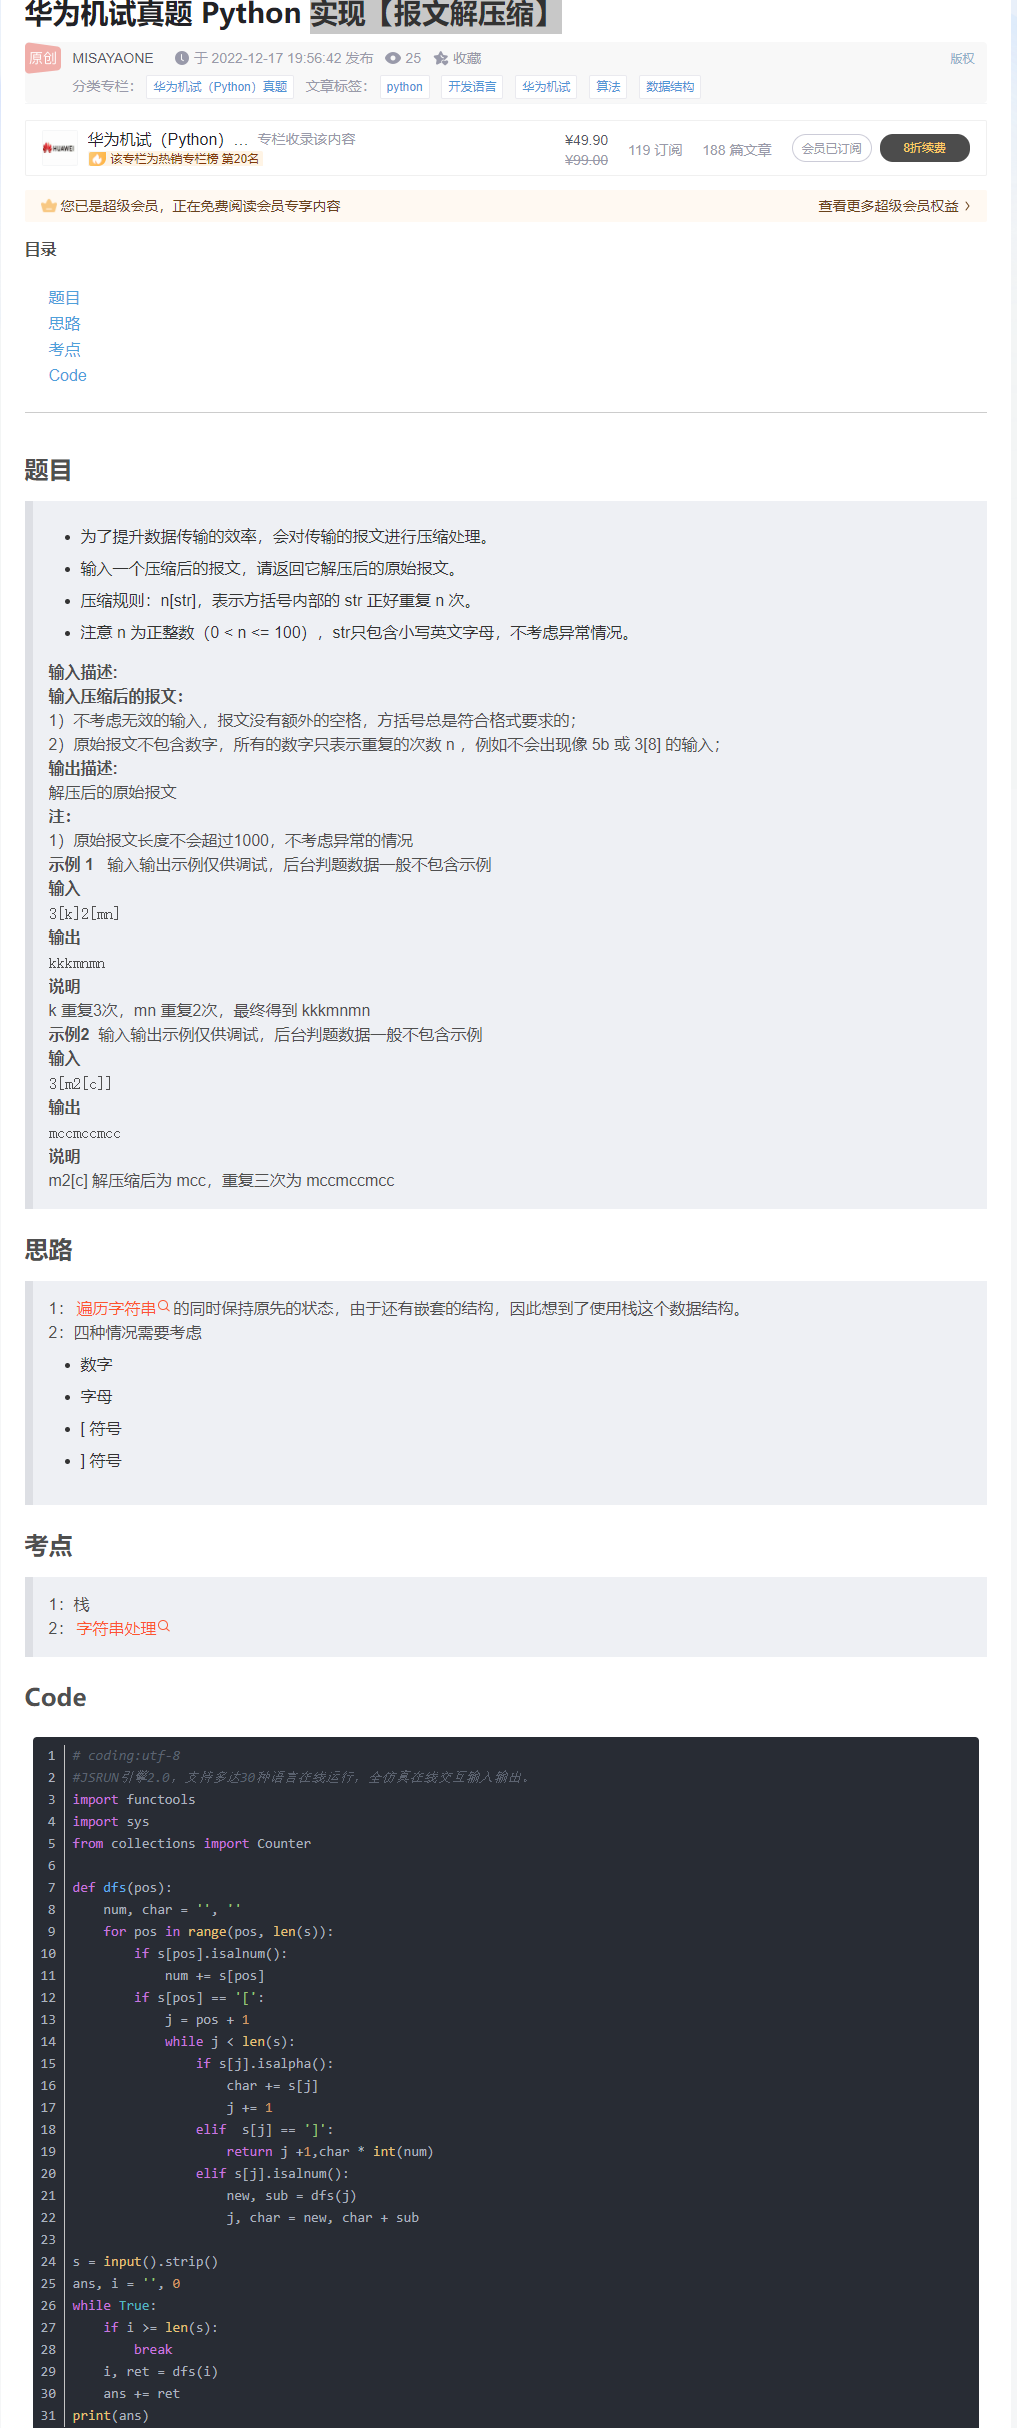 华为机试真题 Python 实现【报文解压缩】
原创 MISAYAONE 于 2022-12-17 19:56:42 发布 25 收藏 版权
分类专栏： 华为机试（Python）真题 文章标签： python 开发语言 华为机试 算法 数据结构
HUAWEI 华为机试（Python）... 专栏收录该内容
该专栏为热销专栏榜 第20名
¥49.90
¥99.00
119 订阅 188 篇文章 会员已订阅 8折续费
您已是超级会员，正在免费阅读会员专享内容 查看更多超级会员权益 >
目录
题目
思路
考点
Code
题目
• 为了提升数据传输的效率，会对传输的报文进行压缩处理。
• 输入一个压缩后的报文，请返回它解压后的原始报文。
• 压缩规则：n[str]，表示方括号内部的 str 正好重复 n 次。
• 注意 n 为正整数（0 < n <= 100），str只包含小写英文字母，不考虑异常情况。
输入描述:
输入压缩后的报文：
1）不考虑无效的输入，报文没有额外的空格，方括号总是符合格式要求的；
2）原始报文不包含数字，所有的数字只表示重复的次数 n ，例如不会出现像 5b 或 3[8] 的输入；
输出描述:
解压后的原始报文
注：
1）原始报文长度不会超过1000，不考虑异常的情况
示例 1 输入输出示例仅供调试，后台判题数据一般不包含示例
输入
3[k]2[mn]
输出
kkkmnmn
说明
k 重复3次，mn 重复2次，最终得到 kkkmnmn
示例2 输入输出示例仅供调试，后台判题数据一般不包含示例
输入
3[m2[c]]
输出
mccmccmcc
说明
m2[c] 解压缩后为 mcc，重复三次为 mccmccmcc
思路
1： 遍历字符串 的同时保持原先的状态，由于还有嵌套的结构，因此想到了使用栈这个数据结构。
2：四种情况需要考虑
• 数字
• 字母
• [ 符号
• ] 符号
考点
1：栈
2： 字符串处理
Code
1 # coding:utf-8
2 #JSRUN引擎2.0，支持多达30种语言在线运行，全仿真在线交互输入输出。
3 import functools
4 import sys
5 from collections import Counter
6
7 def dfs(pos):
8     num, char = '', ''
9     for pos in range(pos, len(s)):
10         if s[pos].isalnum():
11             num += s[pos]
12         if s[pos] == '[':
13             j = pos + 1
14             while j < len(s):
15                 if s[j].isalpha():
16                     char += s[j]
17                     j += 1
18                 elif  s[j] == ']':
19                     return j +1,char * int(num)
20                 elif s[j].isalnum():
21                     new, sub = dfs(j)
22                     j, char = new, char + sub
23
24 s = input().strip()
25 ans, i = '', 0
26 while True:
27     if i >= len(s):
28         break
29     i, ret = dfs(i)
30     ans += ret
31 print(ans)